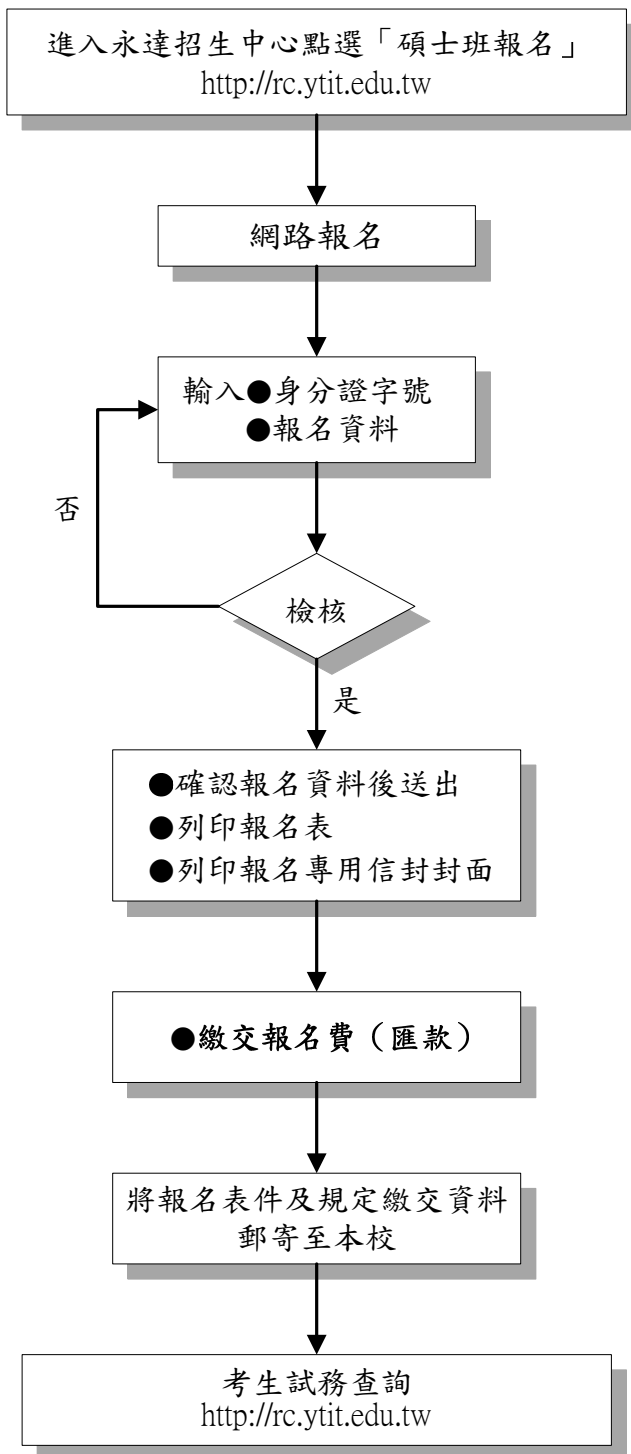 進入永達招生中心點選「碩士班報名」
http://rc.ytit.edu.tw
網路報名
輸入●身分證字號
●報名資料
否
檢核
是
●確認報名資料後送出
●列印報名表
●列印報名專用信封封面
●繳交報名費（匯款）
將報名表件及規定繳交資料
郵寄至本校
考生試務查詢
http://rc.ytit.edu.tw